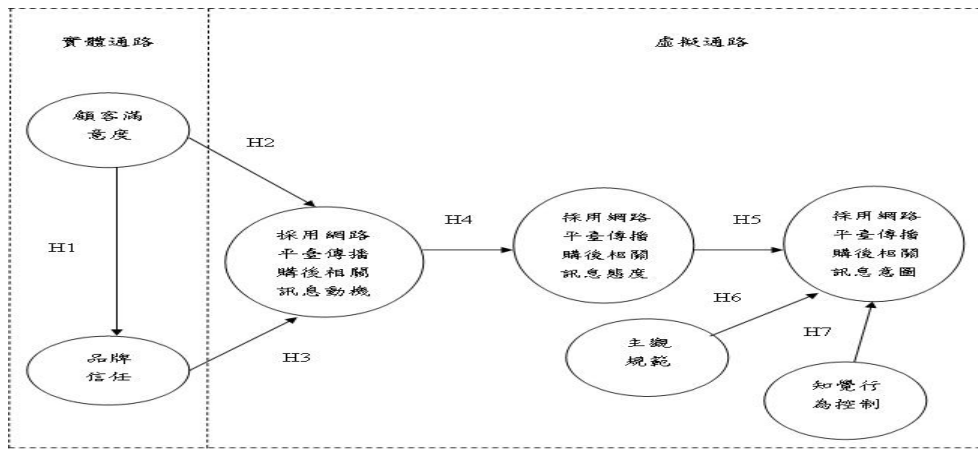 實體通路
虛擬通路
顧客滿
意度
H2
H1
採用網路
平臺傳播
購後相關
訊息動機
H4
採用網路
平臺傳播
購後相關
訊息態度
H5
採用網路
平臺傳播
購後相關
訊息意圖
H6
H7
H3
品牌
信任
主觀
規範
知覺行
為控制